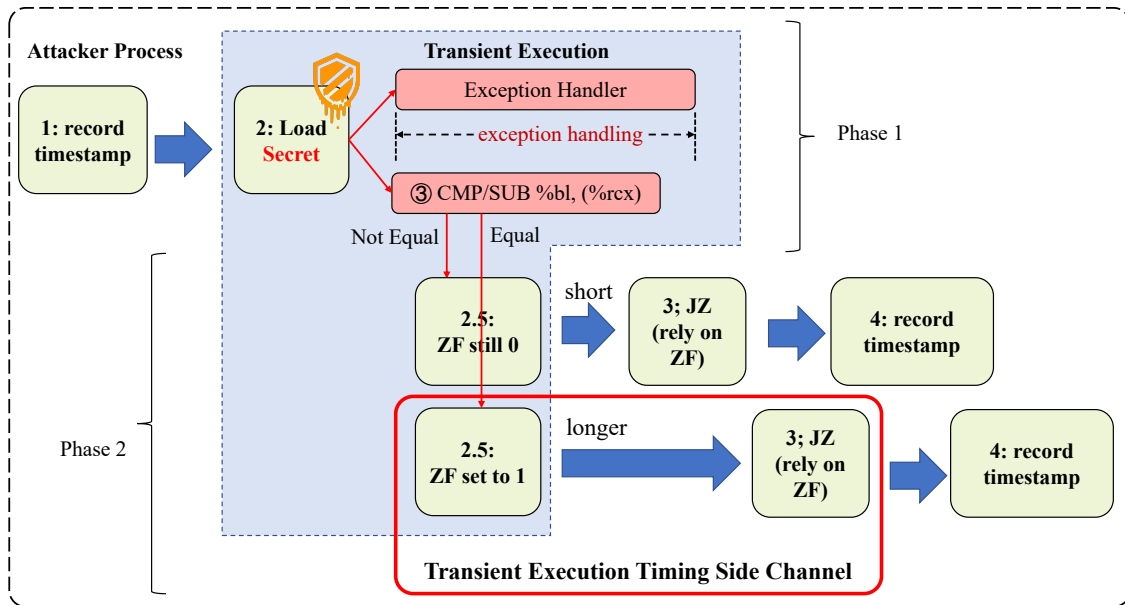 Attacker Process
Transient Execution
1: record
timestamp
2: Load
Secret
Exception Handler
exception handling
Phase 1
③ CMP/SUB %bl, (%rcx)
Not Equal
Equal
Phase 2
2.5:
ZF still 0
short
3; JZ
(rely on
ZF)
4: record
timestamp
2.5:
ZF set to 1
longer
3; JZ
(rely on
ZF)
4: record
timestamp
Transient Execution Timing Side Channel